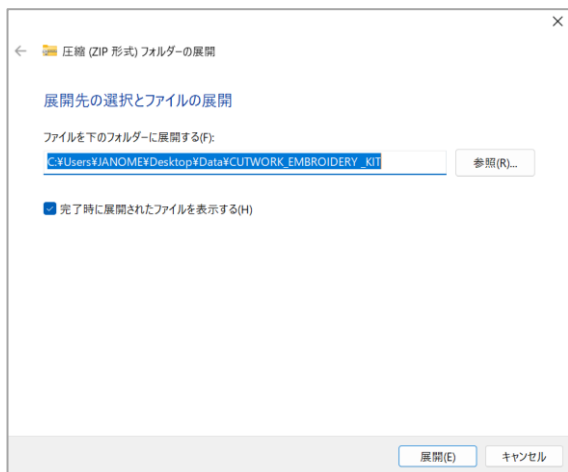 圧縮 (ZIP 形式) フォルダーの展開
展開先の選択とファイルの展開
ファイルを下のフォルダーに展開する(F):
C:¥Users¥JANOME¥Desktop¥Data¥CUTWORK_EMBROIDERY _KIT
参照(R)...
完了時に展開されたファイルを表示する(H)
展開(E)
キャンセル